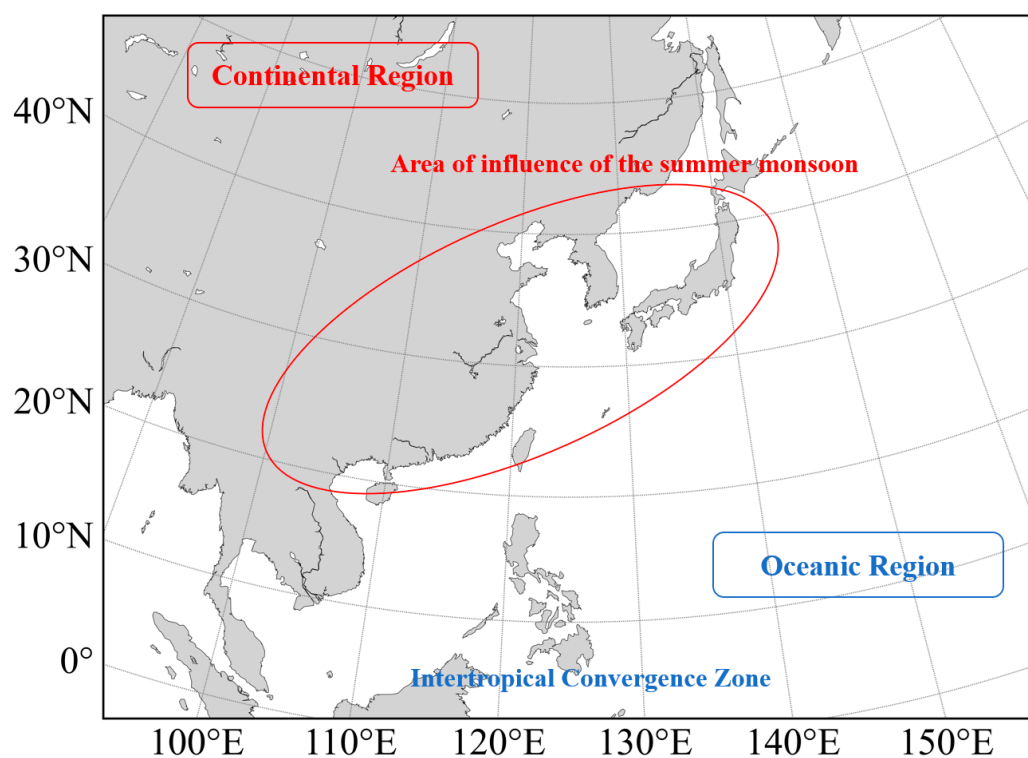 Continental Region
Area of influence of the summer monsoon
40°N
30°N
20°N
10°N
0°
Oceanic Region
Intertropical Convergence Zone
100°E 110°E 120°E 130°E 140°E 150°E